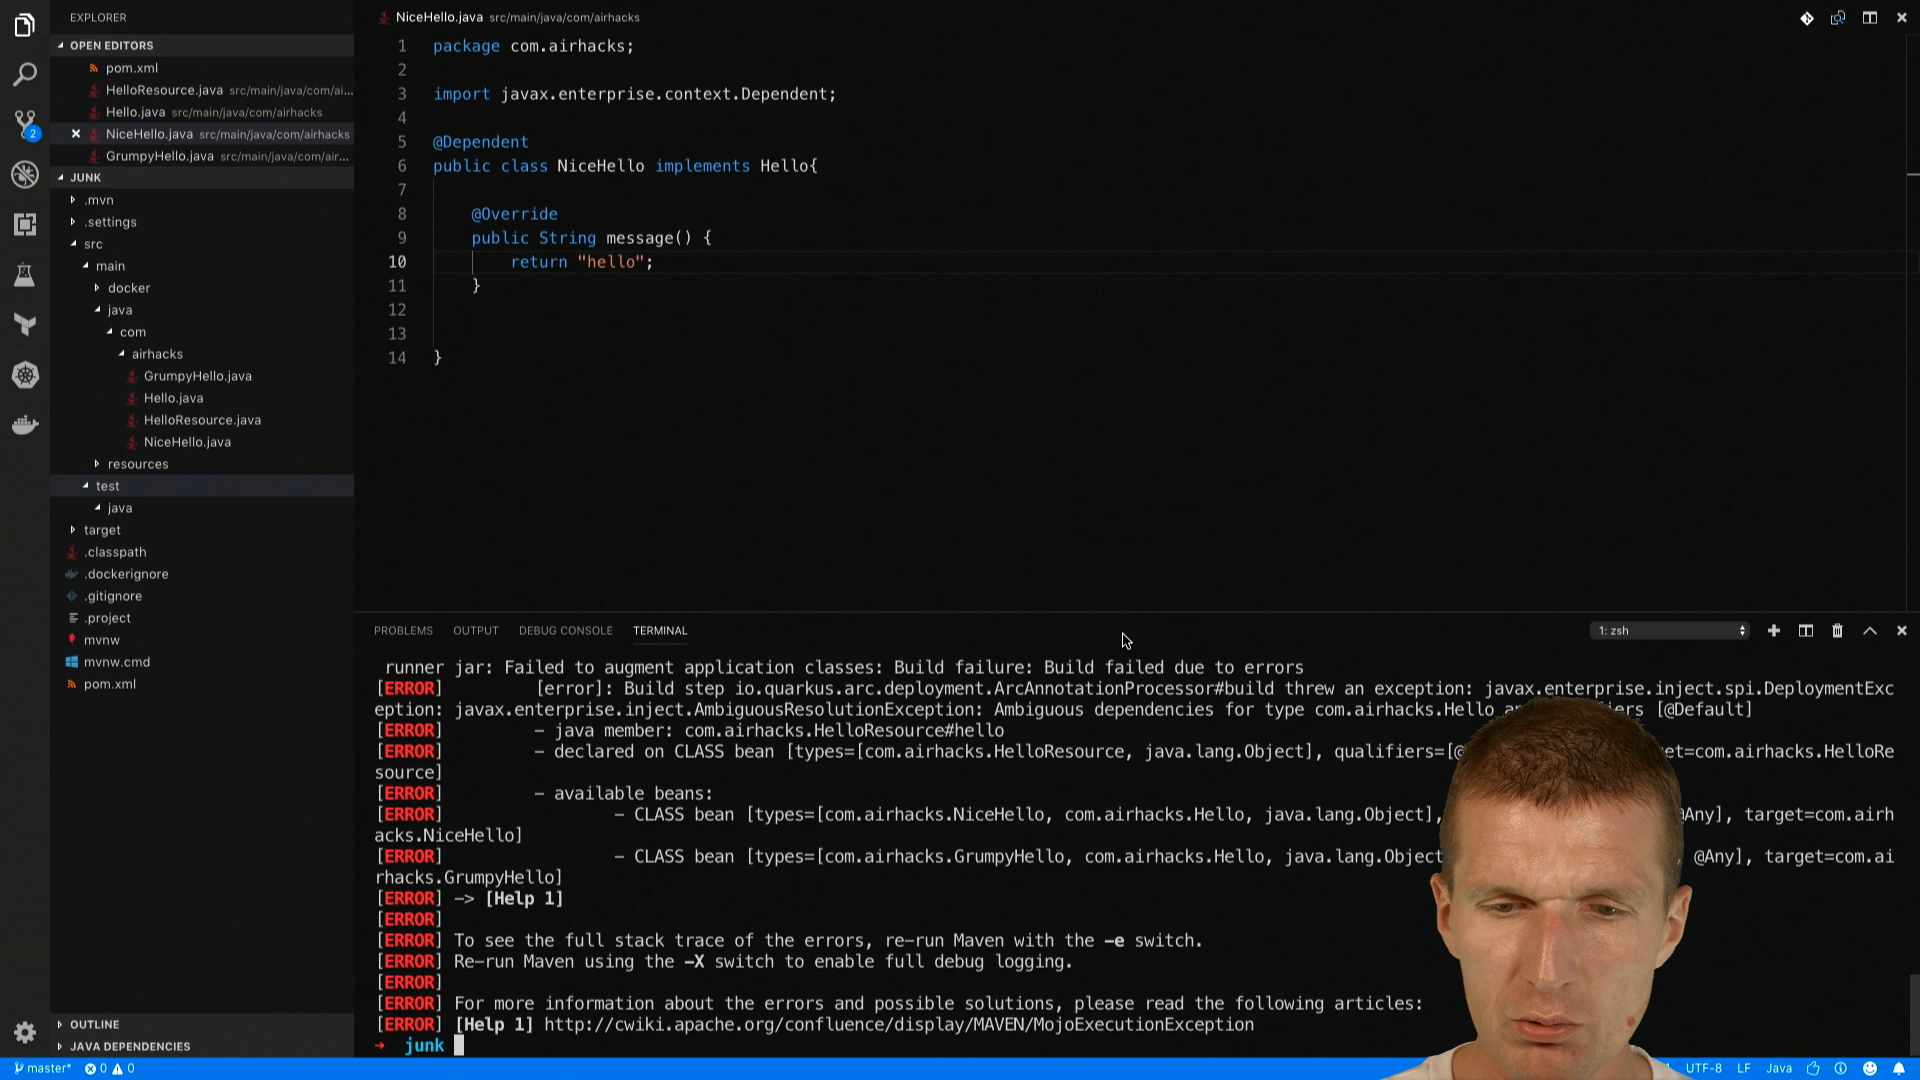 EXPLORER
OPEN EDITORS
pom.xml
HelloResource.java src/main/java/com/ai...
Hello.java src/main/java/com/airhacks
NiceHello.java src/main/java/com/airhacks
GrumpyHello.java src/main/java/com/air...
JUNK
.mvn
.settings
src
main
docker
java
com
airhacks
GrumpyHello.java
Hello.java
HelloResource.java
NiceHello.java
resources
test
java
target
.classpath
.dockerignore
.gitignore
.project
mvnw
mvnw.cmd
pom.xml
OUTLINE
JAVA DEPENDENCIES
2
NiceHello.java src/main/java/com/airhacks
1 package com.airhacks;
2
3 import javax.enterprise.context.Dependent;
4
5 @Dependent
6 public class NiceHello implements Hello{
7
8 @Override
9 public String message() {
10 return "hello";
11 }
12
13
14 }
PROBLEMS OUTPUT DEBUG CONSOLE TERMINAL 1: zsh
runner jar: Failed to augment application classes: Build failure: Build failed due to errors
[ERROR] [error]: Build step io.quarkus.arc.deployment.ArcAnnotationProcessor#build threw an exception: javax.enterprise.inject.spi.DeploymentExc
eption: javax.enterprise.inject.AmbiguousResolutionException: Ambiguous dependencies for type com.airhacks.Hello [@Default]
[ERROR] – java member: com.airhacks.HelloResource#hello
[ERROR] – declared on CLASS bean [types=[com.airhacks.HelloResource, java.lang.Object], qualifiers=[ com.airhacks.HelloRe
source]
[ERROR] – available beans:
[ERROR] – CLASS bean [types=[com.airhacks.NiceHello, com.airhacks.Hello, java.lang.Object], target=com.airh
acks.NiceHello]
[ERROR] – CLASS bean [types=[com.airhacks.GrumpyHello, com.airhacks.Hello, java.lang.Object @Any], target=com.ai
rhacks.GrumpyHello]
[ERROR] –> [Help 1]
[ERROR]
[ERROR] To see the full stack trace of the errors, re-run Maven with the –e switch.
[ERROR] Re-run Maven using the –X switch to enable full debug logging.
[ERROR]
[ERROR] For more information about the errors and possible solutions, please read the following articles:
[ERROR] [Help 1] http://cwiki.apache.org/confluence/display/MAVEN/MojoExecutionException
→ junk
master* 0 0 UTF-8 LF Java